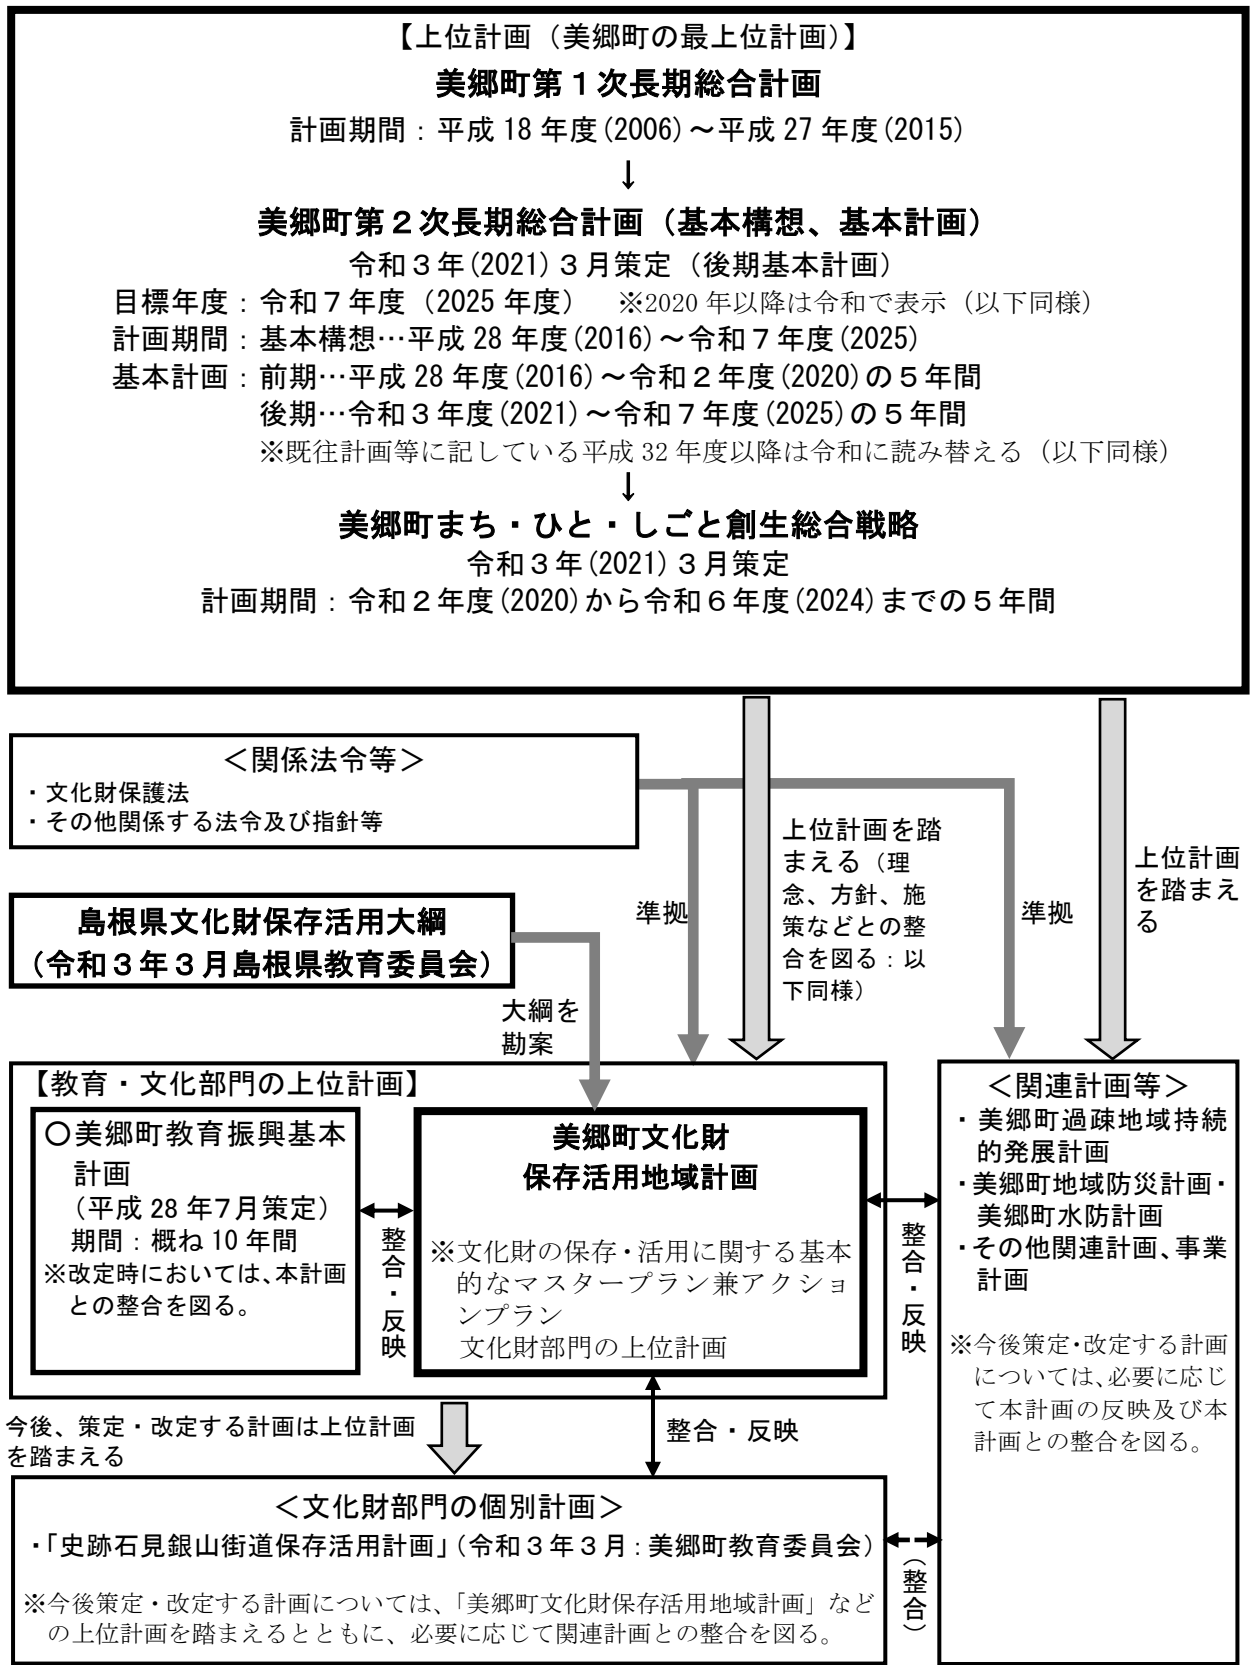 【上位計画（美郷町の最上位計画）】
美郷町第１次長期総合計画
計画期間：平成 18 年度(2006)～平成 27 年度(2015)
↓
美郷町第２次長期総合計画（基本構想、基本計画）
令和３年(2021)３月策定（後期基本計画）
目標年度：令和７年度（2025 年度）　※2020 年以降は令和で表示（以下同様）
計画期間：基本構想…平成 28 年度(2016)～令和７年度(2025)
基本計画：前期…平成 28 年度(2016)～令和２年度(2020)の５年間
後期…令和３年度(2021)～令和７年度(2025)の５年間
※既往計画等に記している平成 32 年度以降は令和に読み替える（以下同様）
↓
美郷町まち・ひと・しごと創生総合戦略
令和３年(2021)３月策定
計画期間：令和２年度(2020)から令和６年度(2024)までの５年間
＜関係法令等＞
・文化財保護法
・その他関係する法令及び指針等
島根県文化財保存活用大綱
（令和３年３月島根県教育委員会）
大綱を
勘案
準拠
上位計画を踏
まえる（理
念、方針、施
策などとの整
合を図る：以
下同様）
準拠
上位計画
を踏まえ
る
【教育・文化部門の上位計画】
〇美郷町教育振興基本
計画
（平成 28 年７月策定）
期間：概ね 10 年間
※改定時においては、本計画
との整合を図る。
整合・反映
美郷町文化財
保存活用地域計画
※文化財の保存・活用に関する基本
的なマスタープラン兼アクショ
ンプラン
文化財部門の上位計画
整合・反映
＜関連計画等＞
・美郷町過疎地域持続
的発展計画
・美郷町地域防災計画・
美郷町水防計画
・その他関連計画、事業
計画
※今後策定・改定する計画
については、必要に応じ
て本計画の反映及び本
計画との整合を図る。
今後、策定・改定する計画は上位計画
を踏まえる
整合・反映
＜文化財部門の個別計画＞
・「史跡石見銀山街道保存活用計画」（令和３年３月：美郷町教育委員会）
※今後策定・改定する計画については、「美郷町文化財保存活用地域計画」など
の上位計画を踏まえるとともに、必要に応じて関連計画との整合を図る。
（整合）